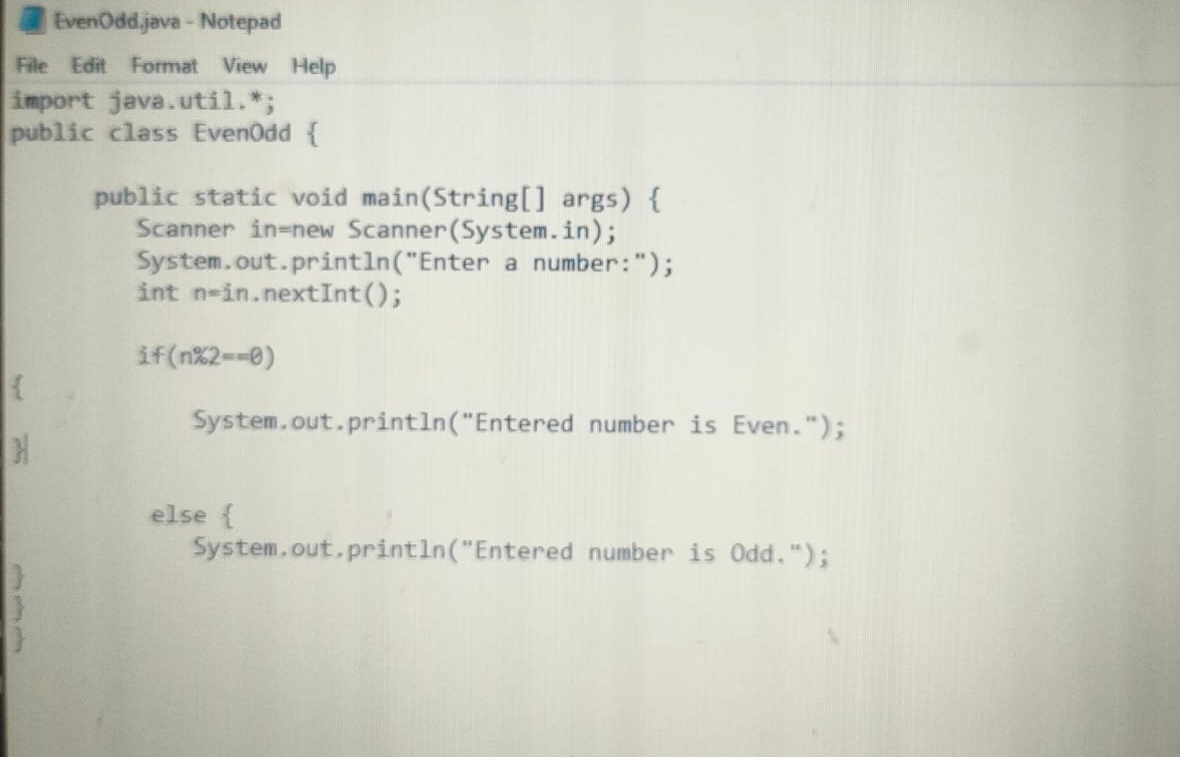 EvenOdd.java - Notepad
File Edit Format View Help
import java.util.*;
public class EvenOdd {
public static void main(String[] args) {
Scanner in=new Scanner(System.in);
System.out.println("Enter a number:");
int n=in.nextInt();
if(n%2==0)
{
System.out.println("Entered number is Even.");
}
else {
System.out.println("Entered number is Odd.");
}
}
}